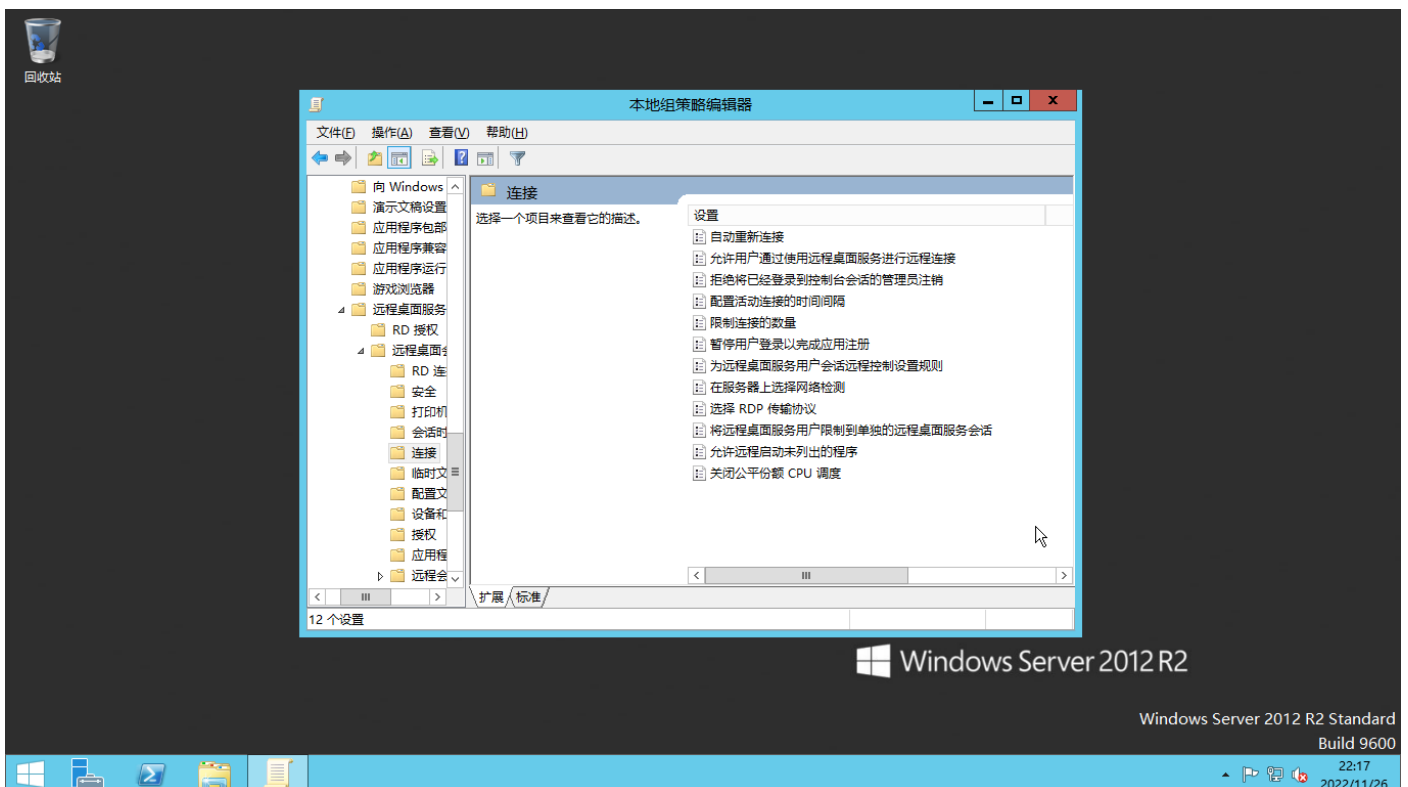 回收站
本地组策略编辑器
文件(F) 操作(A) 查看(V) 帮助(H)
向 Windows
演示文稿设置
应用程序包部
应用程序兼容
应用程序运行
游戏浏览器
远程桌面服务
RD 授权
远程桌面会
RD 连
安全
打印机
会话时
连接
临时文
配置文
设备和
授权
应用程
远程会
连接
选择一个项目来查看它的描述。
设置
自动重新连接
允许用户通过使用远程桌面服务进行远程连接
拒绝将已经登录到控制台会话的管理员注销
配置活动连接的时间间隔
限制连接的数量
暂停用户登录以完成应用注册
为远程桌面服务用户会话远程控制设置规则
在服务器上选择网络检测
选择 RDP 传输协议
将远程桌面服务用户限制到单独的远程桌面服务会话
允许远程启动未列出的程序
关闭公平份额 CPU 调度
扩展 标准
12 个设置
Windows Server 2012 R2
Windows Server 2012 R2 Standard
Build 9600
22:17
2022/11/26